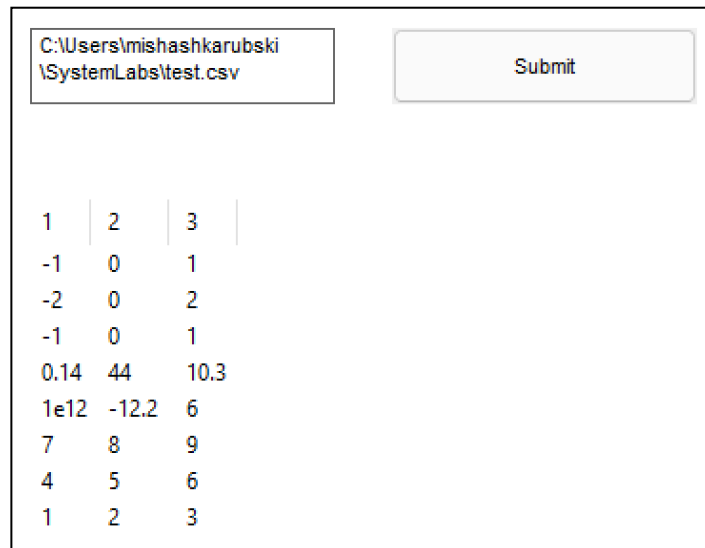 C:\Users\mishashkarubski
\SystemLabs\test.csv
Submit
1 2 3
-1 0 1
-2 0 2
-1 0 1
0.14 44 10.3
1e12 -12.2 6
7 8 9
4 5 6
1 2 3